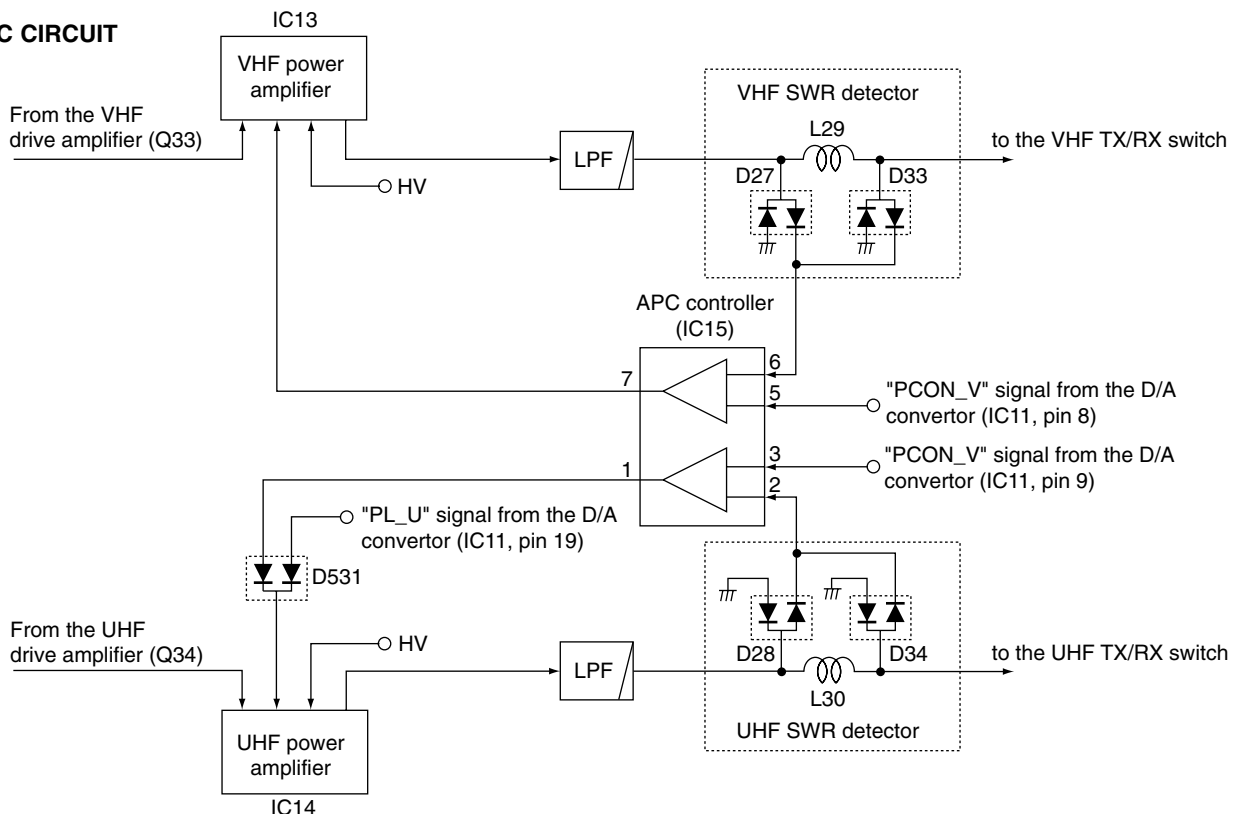 C CIRCUIT
IC13
VHF power
amplifier
From the VHF
drive amplifier (Q33)
HV
LPF
VHF SWR detector
L29
D27
D33
to the VHF TX/RX switch
APC controller
(IC15)
7
6
5
"PCON_V" signal from the D/A
convertor (IC11, pin 8)
1
3
2
"PCON_V" signal from the D/A
convertor (IC11, pin 9)
"PL_U" signal from the D/A
convertor (IC11, pin 19)
D531
From the UHF
drive amplifier (Q34)
HV
LPF
D28
D34
L30
UHF SWR detector
to the UHF TX/RX switch
UHF power
amplifier
IC14